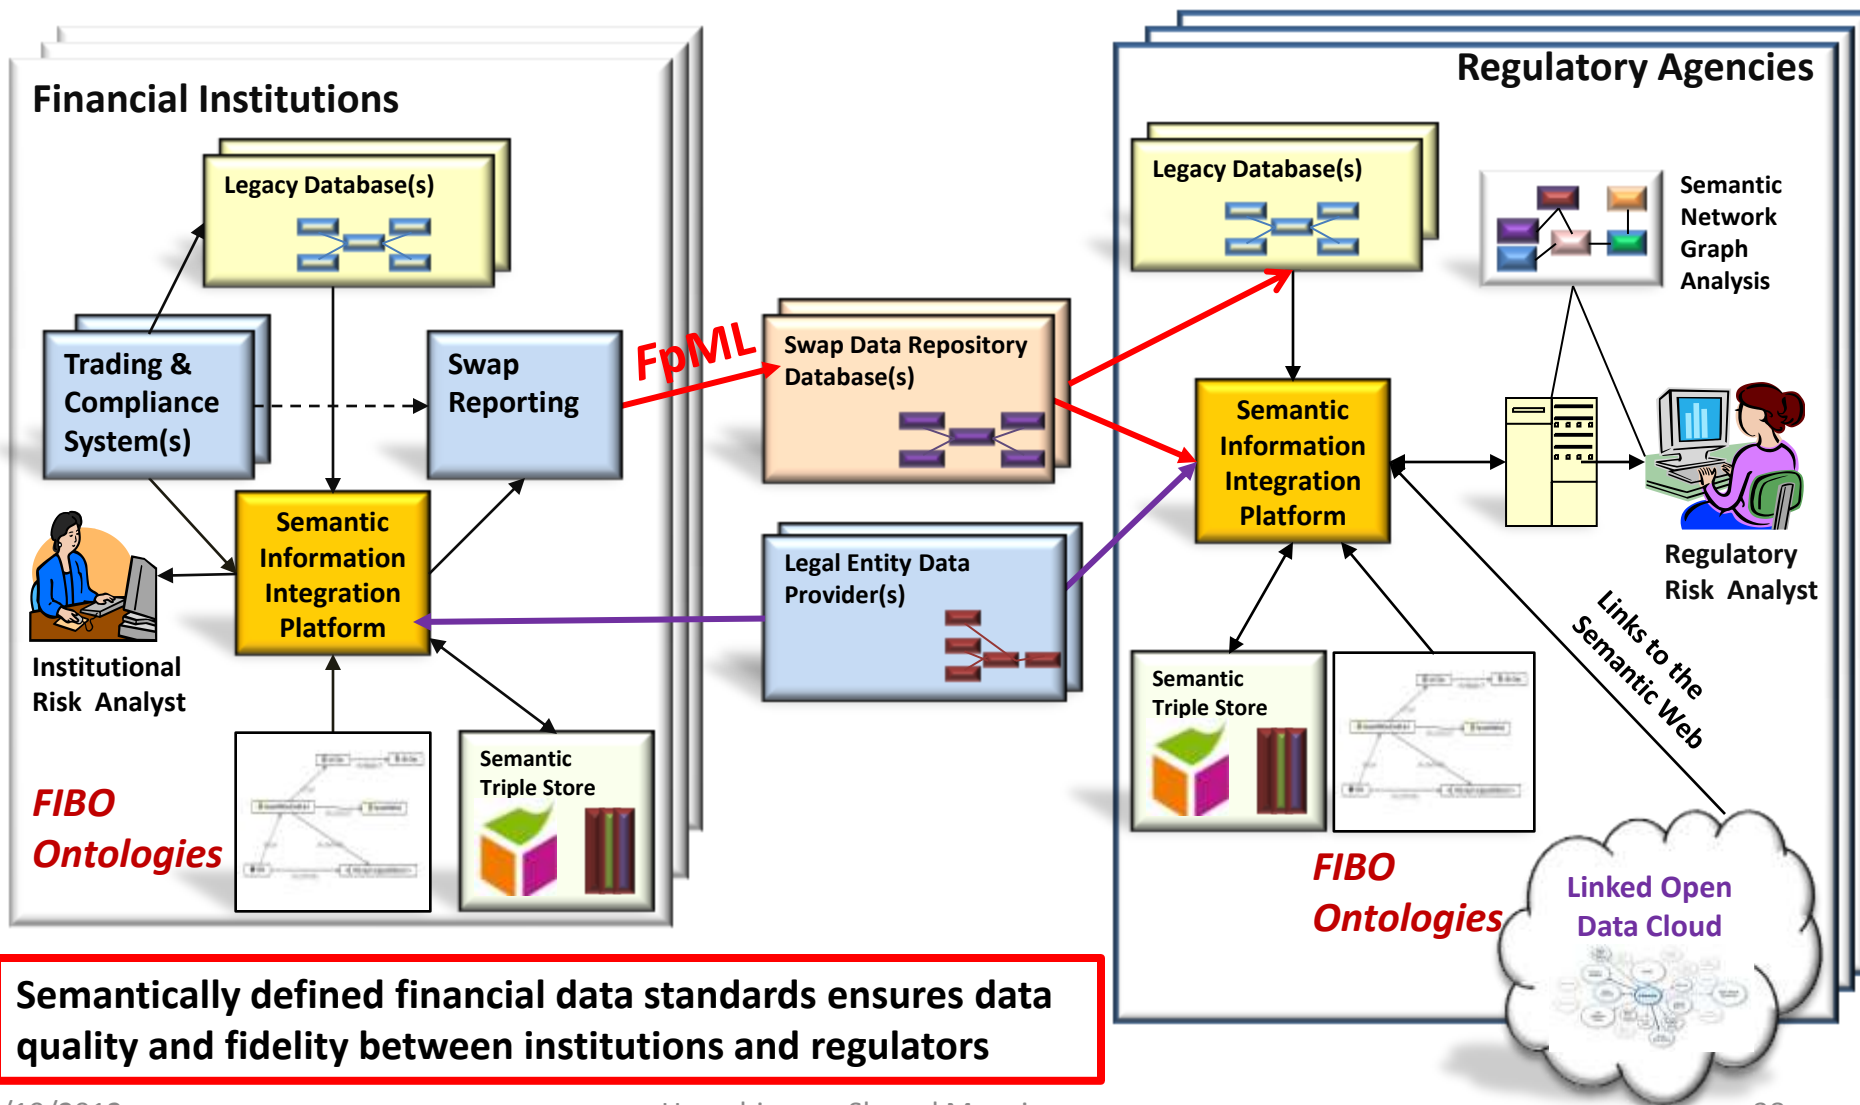 Financial Institutions
Legacy Database(s)
Trading &
Compliance
System(s)
Swap
Reporting
Semantic
Information
Integration
Platform
Institutional
Risk Analyst
FIBO
Ontologies
Semantic
Triple Store
FpML
Swap Data Repository
Database(s)
Legal Entity Data
Provider(s)
Regulatory Agencies
Legacy Database(s)
Semantic
Network
Graph
Analysis
Semantic
Information
Integration
Platform
Regulatory
Risk Analyst
Links to the
Semantic Web
Semantic
Triple Store
FIBO
Ontologies
Linked Open
Data Cloud
Semantically defined financial data standards ensures data
quality and fidelity between institutions and regulators